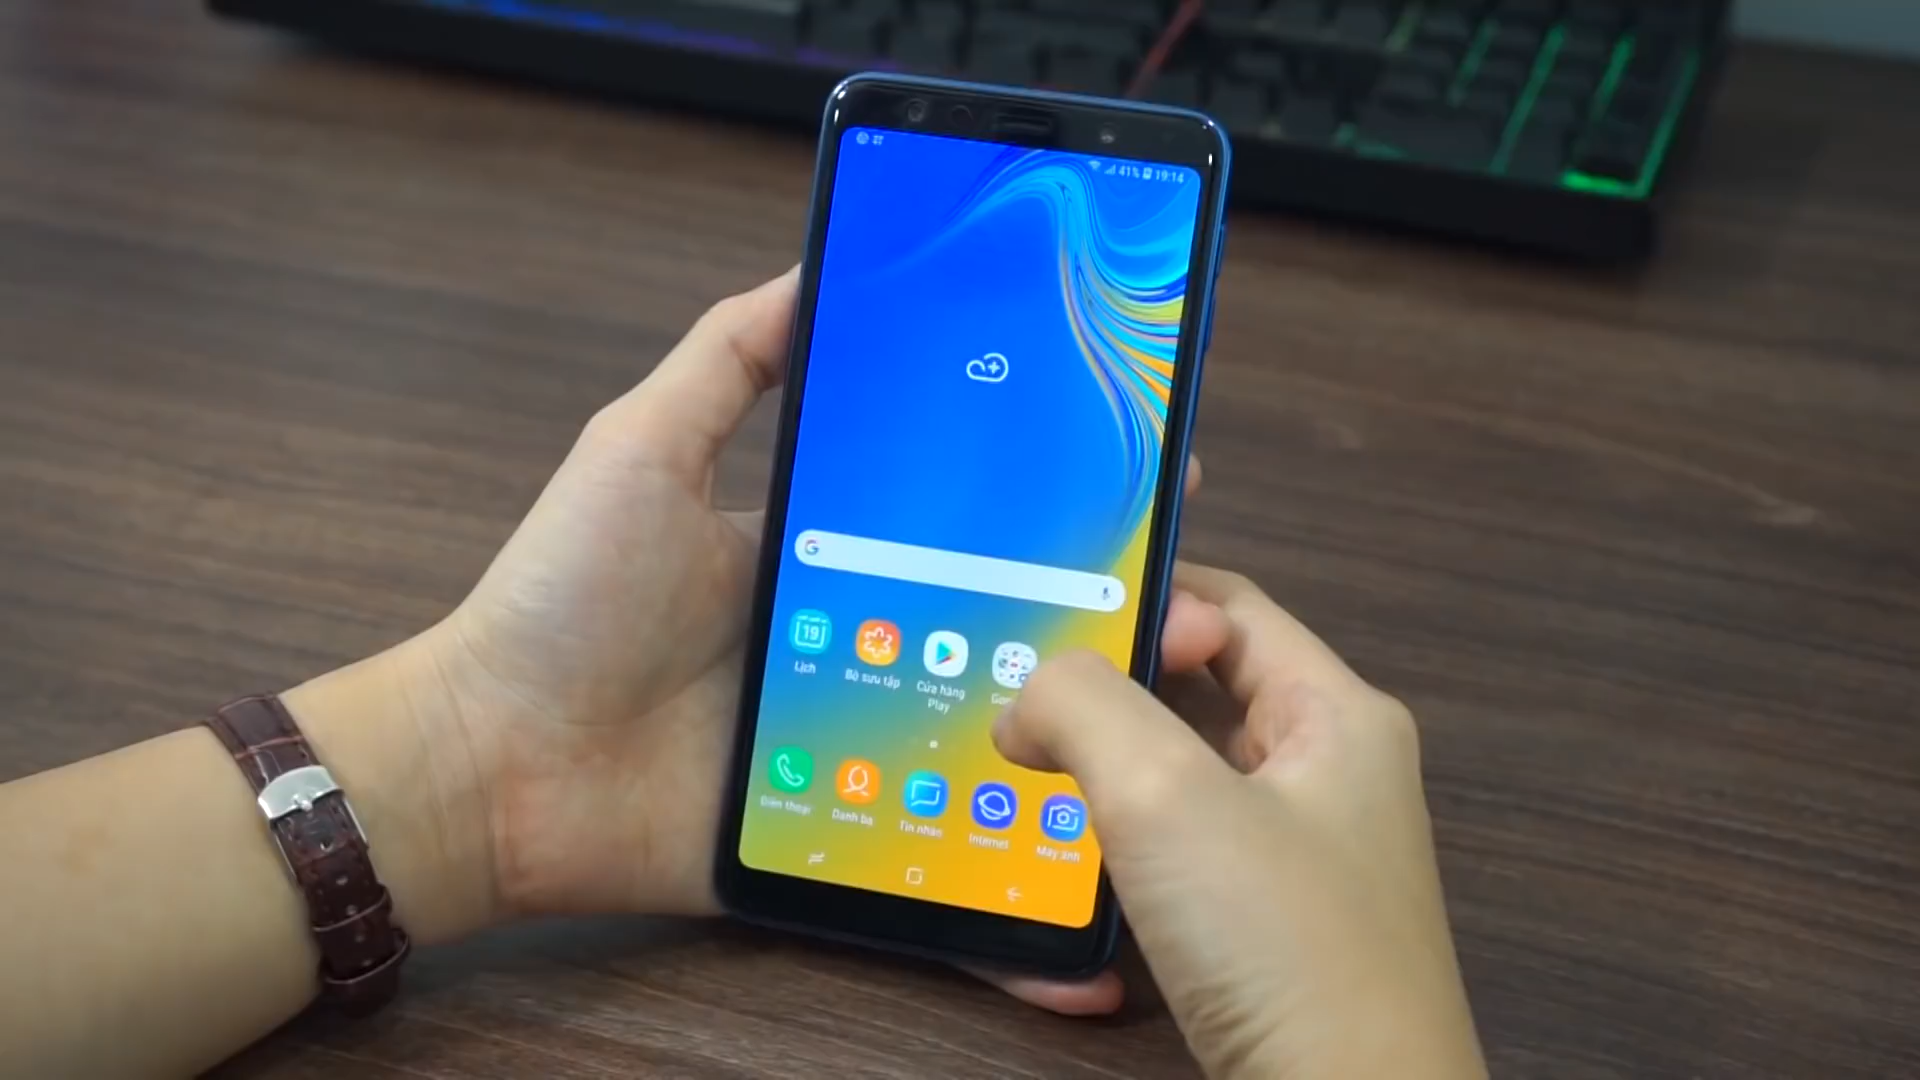 41% 19:14
G
19
Lịch
Bộ sưu tập
Cửa hàng
Play
Điện thoại
Danh bạ
Tin nhắn
Internet
Máy ảnh